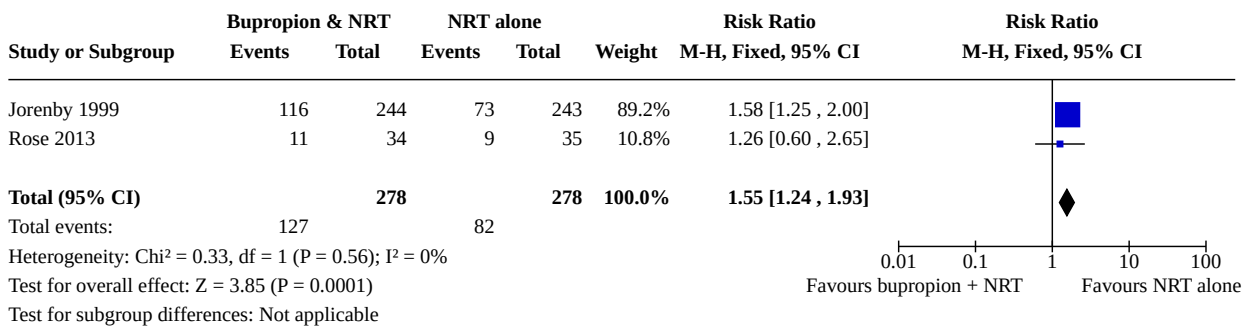 Bupropion & NRT NRT alone Risk Ratio Risk Ratio
Study or Subgroup Events Total Events Total Weight M-H, Fixed, 95% CI M-H, Fixed, 95% CI
Jorenby 1999 116 244 73 243 89.2% 1.58 [1.25 , 2.00]
Rose 2013 11 34 9 35 10.8% 1.26 [0.60 , 2.65]
Total (95% CI) 278 278 100.0% 1.55 [1.24 , 1.93]
Total events: 127 82
Heterogeneity: Chi² = 0.33, df = 1 (P = 0.56); I² = 0%
0.01 0.1 1 10 100
Test for overall effect: Z = 3.85 (P = 0.0001) Favours bupropion + NRT Favours NRT alone
Test for subgroup differences: Not applicable